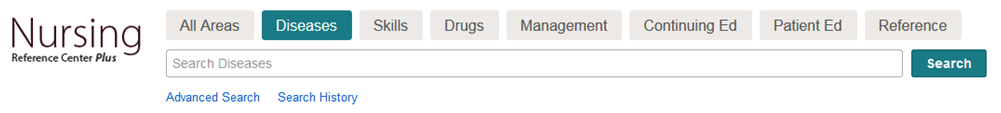 Nursing
Reference Center Plus
All Areas Diseases Skills Drugs Management Continuing Ed Patient Ed Reference
Search Diseases Search
Advanced Search Search History